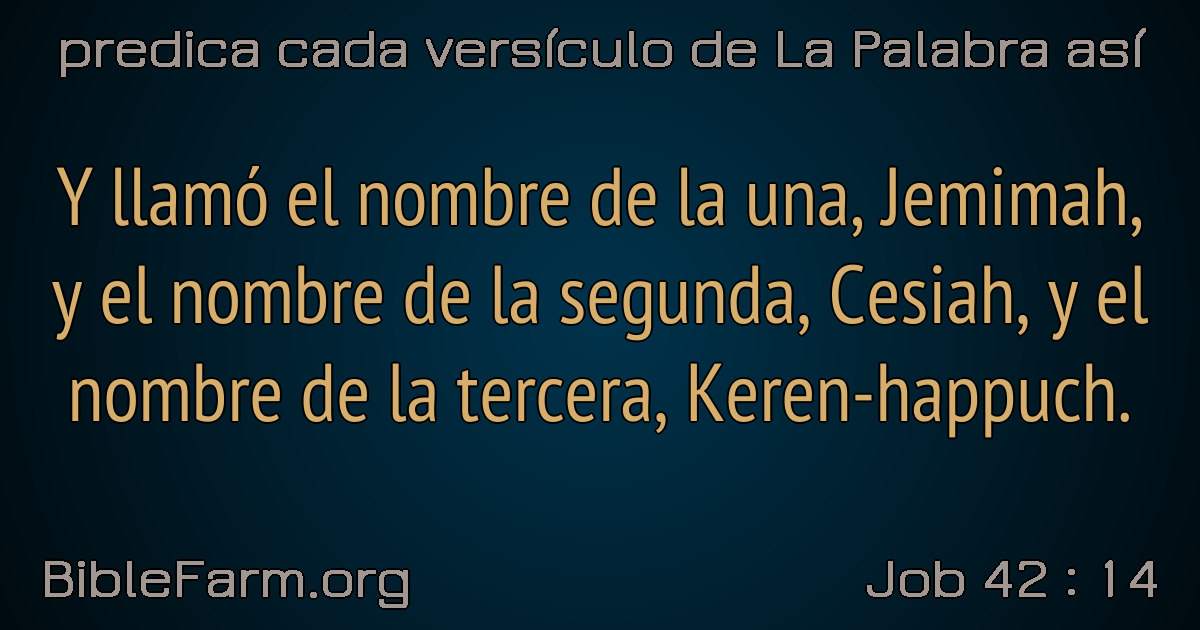 predica cada versículo de La Palabra así
Y llamó el nombre de la una, Jemimah,
y el nombre de la segunda, Cesiah, y el
nombre de la tercera, Keren-happuch.
BibleFarm.org
Job 42 : 14